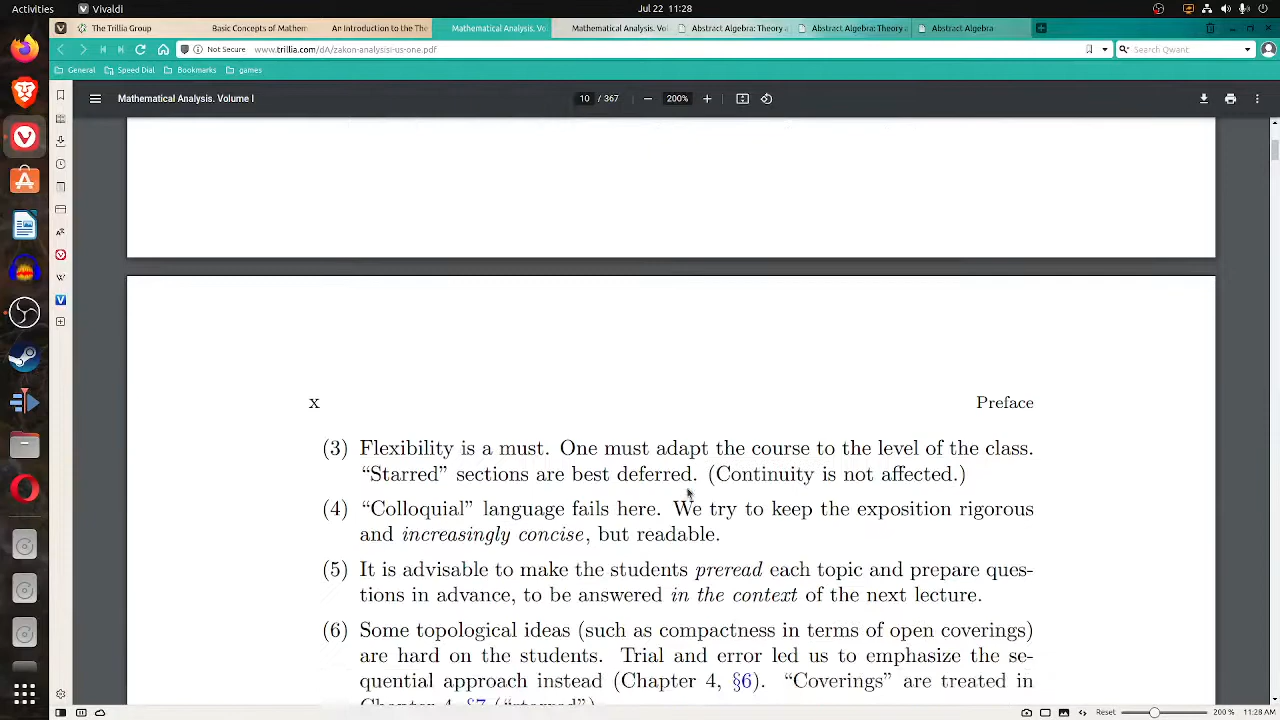 Activities Vivaldi Jul 22 11:28
The Trillia Group Basic Concepts of Mathem An Introduction to the The Mathematical Analysis. Vo Mathematical Analysis. Vol Abstract Algebra: Theory a Abstract Algebra: Theory a Abstract Algebra
Not Secure www.trillia.com/dA/zakon-analysisi-us-one.pdf Search Qwant
General Speed Dial Bookmarks games
Mathematical Analysis. Volume I 10 / 367 200%
x Preface
(3) Flexibility is a must. One must adapt the course to the level of the class.
“Starred” sections are best deferred. (Continuity is not affected.)
(4) “Colloquial” language fails here. We try to keep the exposition rigorous
and increasingly concise, but readable.
(5) It is advisable to make the students preread each topic and prepare ques-
tions in advance, to be answered in the context of the next lecture.
(6) Some topological ideas (such as compactness in terms of open coverings)
are hard on the students. Trial and error led us to emphasize the se-
quential approach instead (Chapter 4, §6). “Coverings” are treated in
Chapter 4, §7 (“starred”).
Reset 200 % 11:28 AM